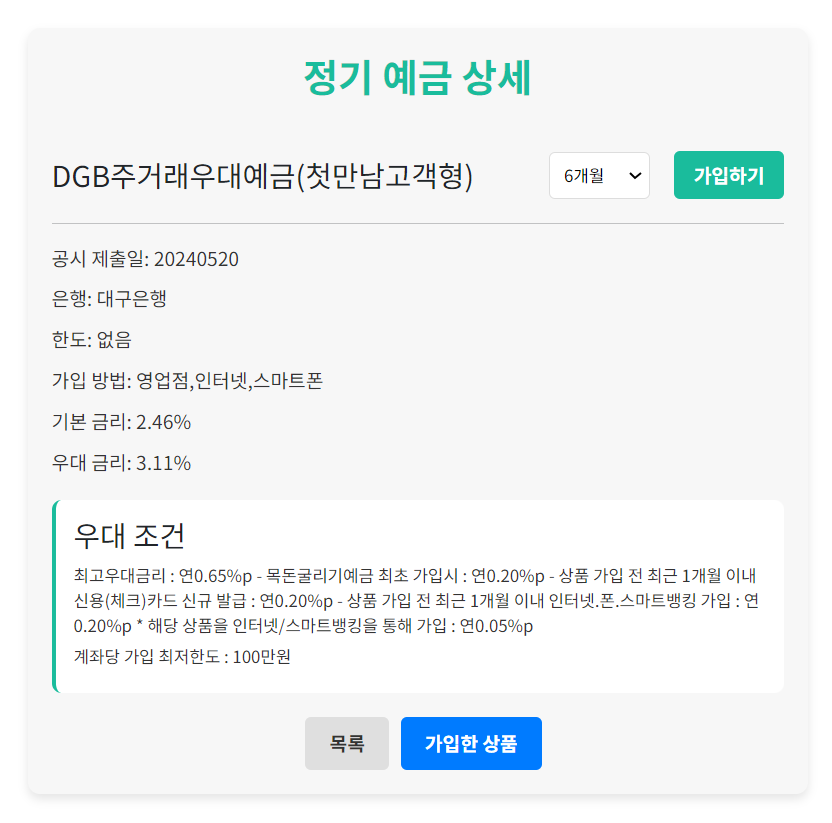 정기 예금 상세
DGB주거래우대예금(첫만남고객형)
6개월
가입하기
공시 제출일: 20240520
은행: 대구은행
한도: 없음
가입 방법: 영업점,인터넷,스마트폰
기본 금리: 2.46%
우대 금리: 3.11%
우대 조건
최고우대금리 : 연0.65%p - 목돈굴리기예금 최초 가입시 : 연0.20%p - 상품 가입 전 최근 1개월 이내
신용(체크)카드 신규 발급 : 연0.20%p - 상품 가입 전 최근 1개월 이내 인터넷.폰.스마트뱅킹 가입 : 연
0.20%p * 해당 상품을 인터넷/스마트뱅킹을 통해 가입 : 연0.05%p
계좌당 가입 최저한도 : 100만원
목록
가입한 상품